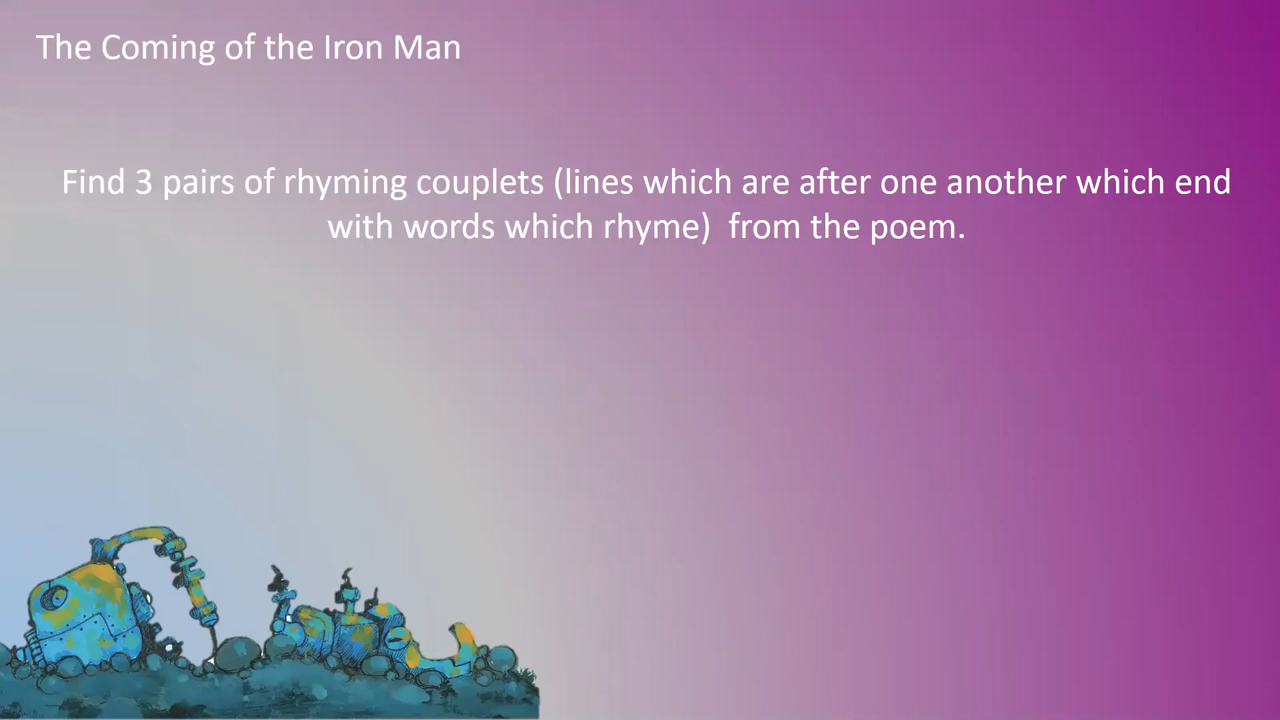 The Coming of the Iron Man
Find 3 pairs of rhyming couplets (lines which are after one another which end
with words which rhyme)  from the poem.